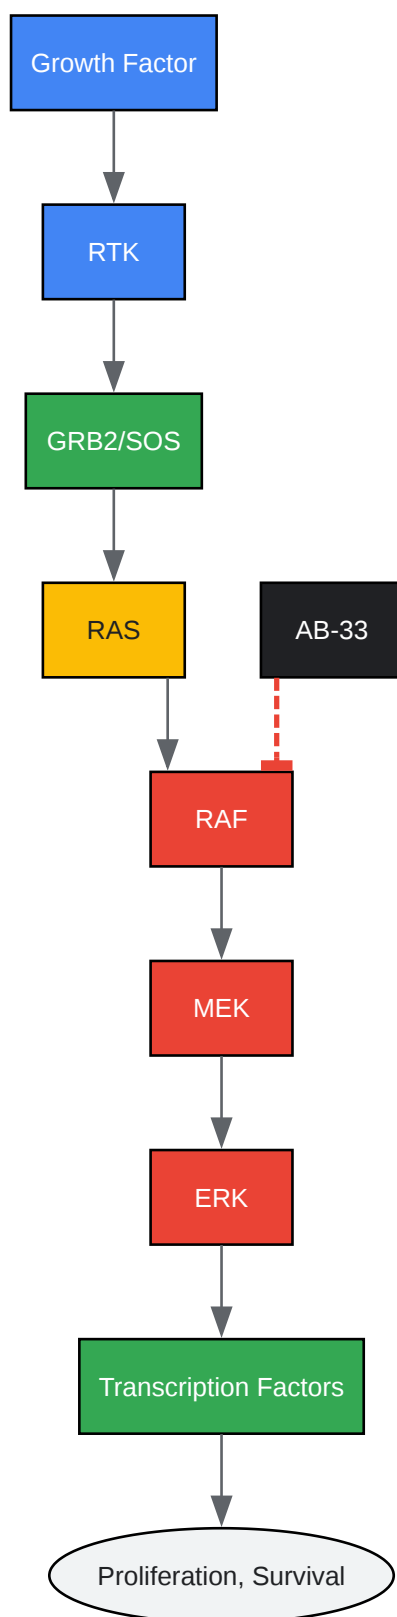 Growth Factor
RTK
GRB2/SOS
RAS
AB-33
RAF
MEK
ERK
Transcription Factors
Proliferation, Survival